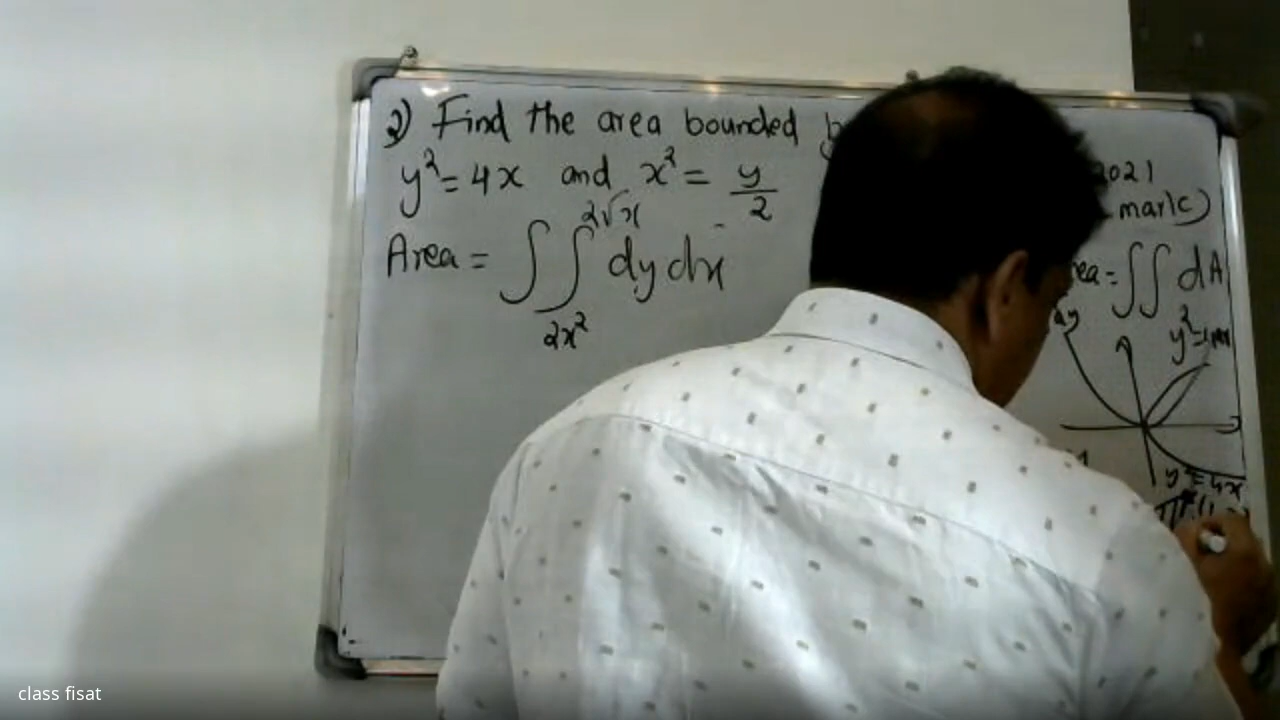 2) Find the area bounded
y² = 4x and x² = y/2
Area = ∫∫ dy dx
2√x
2x²
2021
mark)
= ∫∫ dA
y² = 4x
class fisat